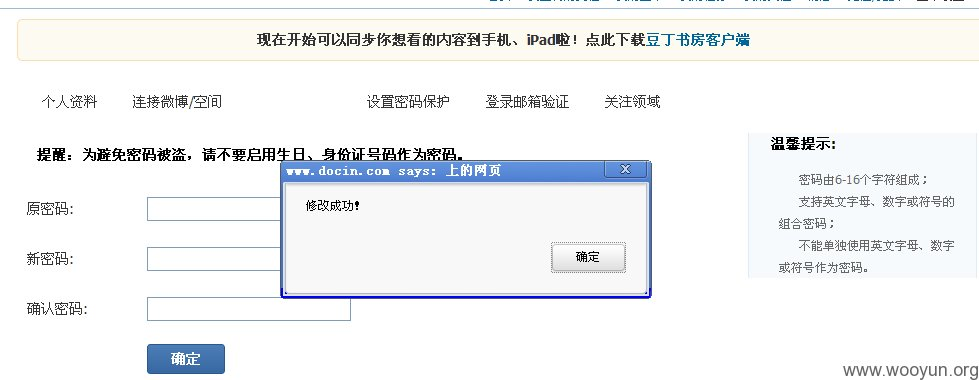 现在开始可以同步你想看的内容到手机、iPad啦！点此下载豆丁书房客户端
个人资料 连接微博/空间 设置密码保护 登录邮箱验证 关注领域
提醒：为避免密码被盗，请不要启用生日、身份证号码作为密码。
温馨提示：
www.docin.com says: 上的网页
密码由6-16个字符组成；
支持英文字母、数字或符号的
组合密码；
不能单独使用英文字母、数字
或符号作为密码。
修改成功!
确定
原密码:
新密码:
确认密码:
确定
www.wooyun.org